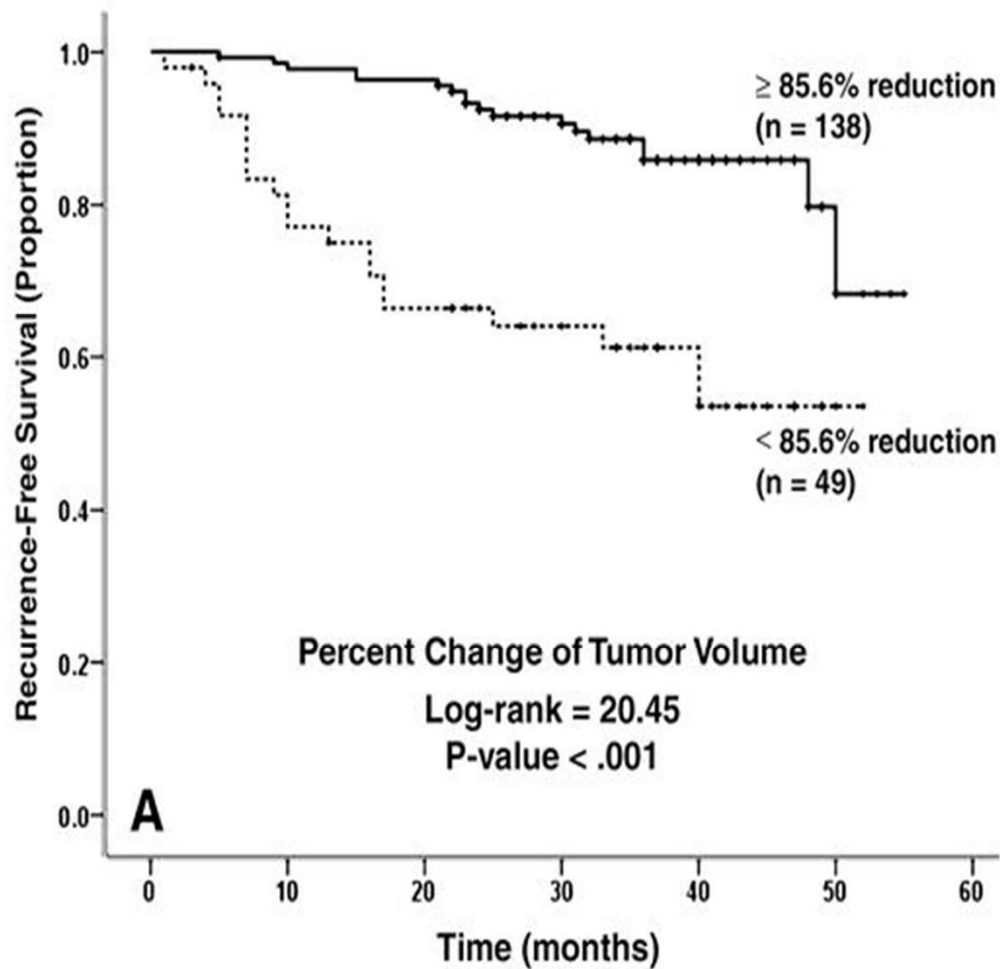 Recurrence-Free Survival (Proportion)
1.0
0.8
0.6
0.4
0.2
0.0
≥ 85.6% reduction
(n = 138)
< 85.6% reduction
(n = 49)
Percent Change of Tumor Volume
Log-rank = 20.45
P-value < .001
A
0 10 20 30 40 50 60
Time (months)